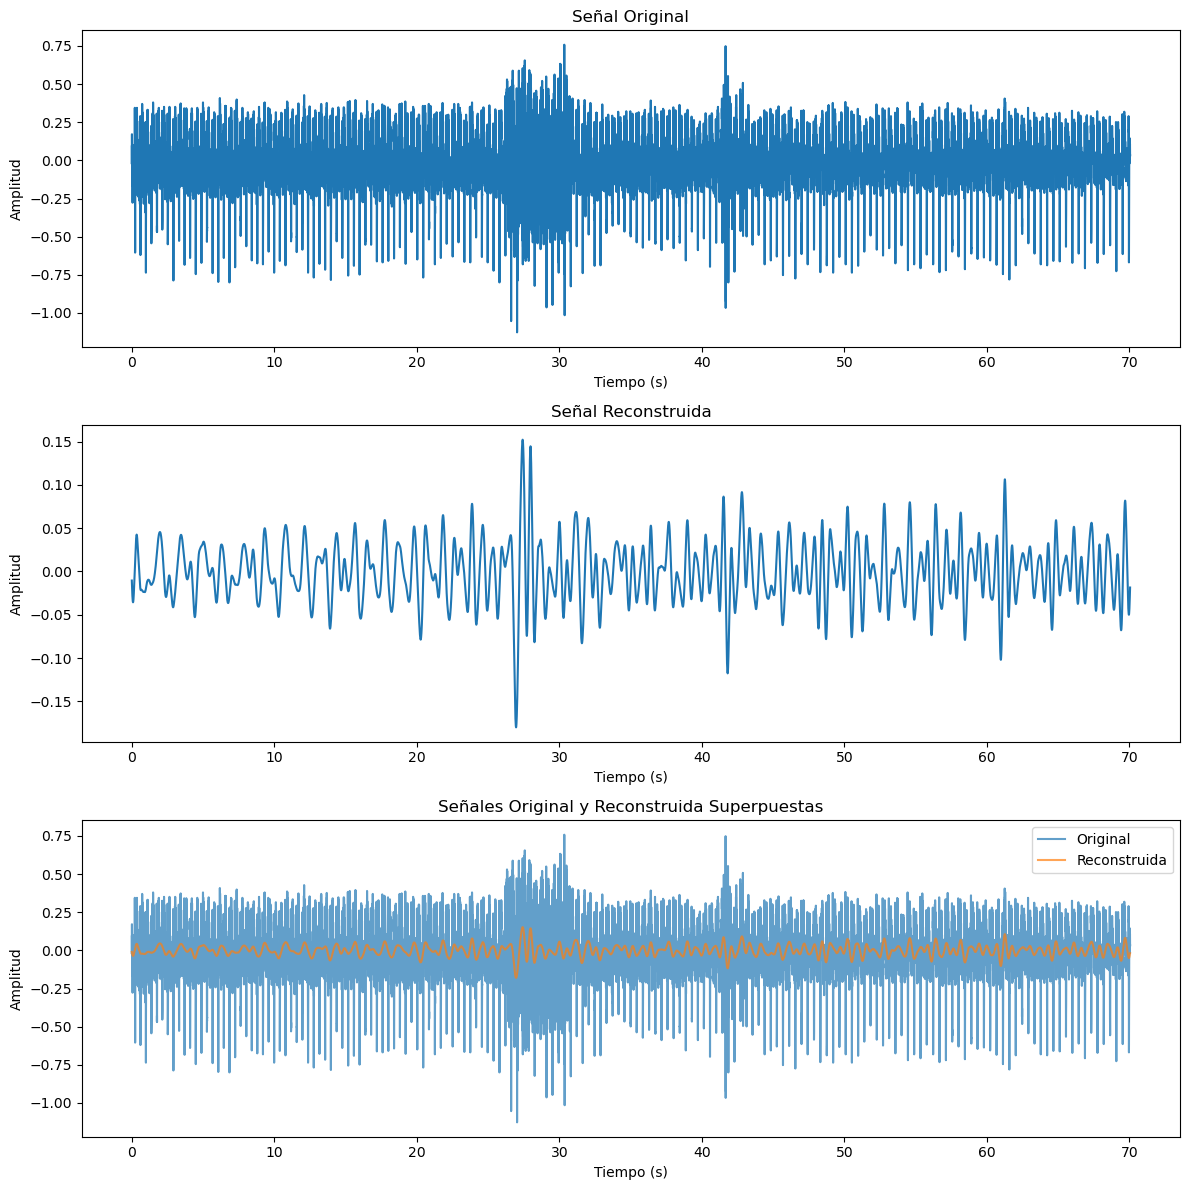 Señal Original
0.75
0.50
0.25
0.00
−0.25
−0.50
−0.75
−1.00
Amplitud
0 10 20 30 40 50 60 70
Tiempo (s)
Señal Reconstruida
0.15
0.10
0.05
0.00
−0.05
−0.10
−0.15
Amplitud
0 10 20 30 40 50 60 70
Tiempo (s)
Señales Original y Reconstruida Superpuestas
Original
Reconstruida
0.75
0.50
0.25
0.00
−0.25
−0.50
−0.75
−1.00
Amplitud
0 10 20 30 40 50 60 70
Tiempo (s)